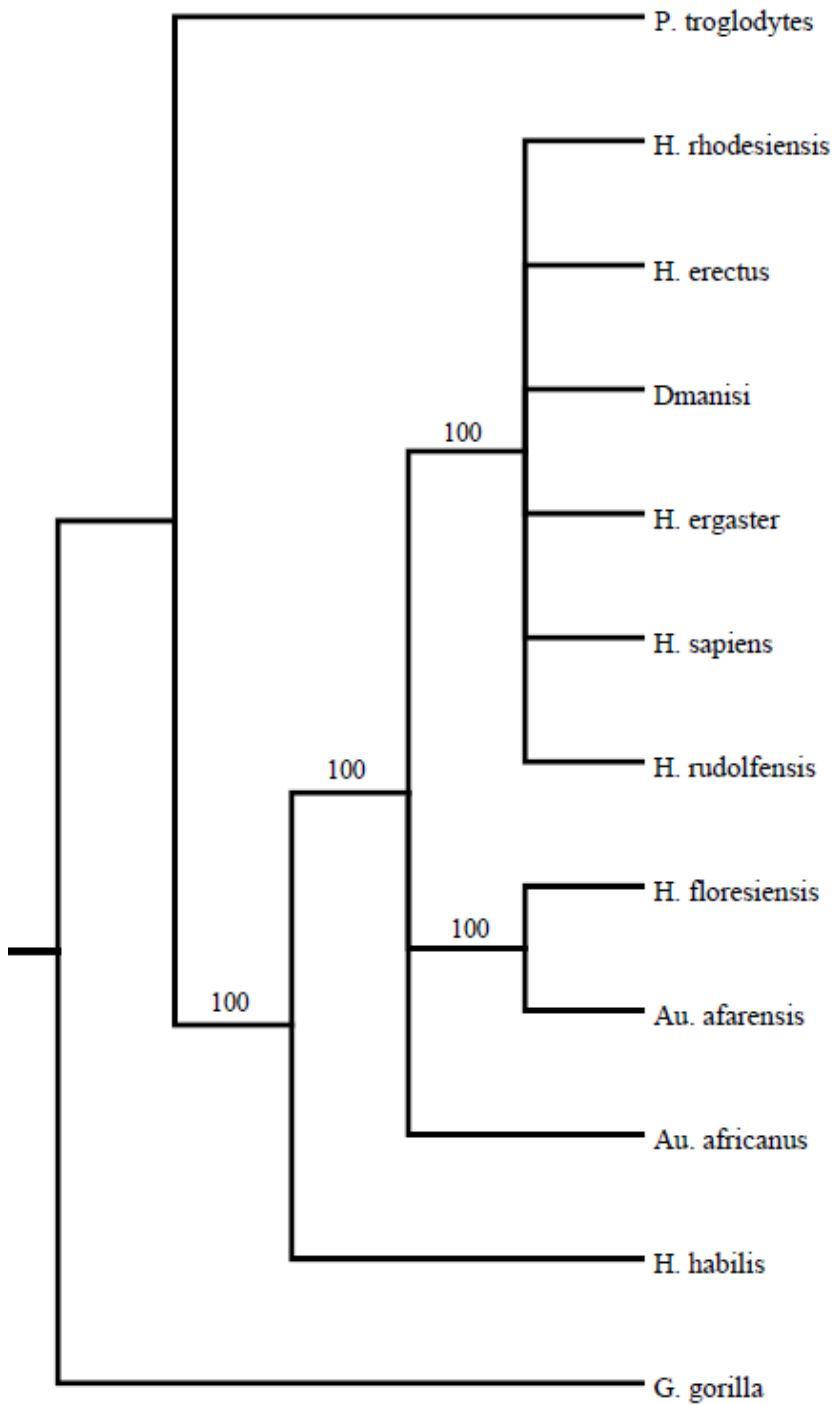 P. troglodytes
H. rhodesiensis
H. erectus
Dmanisi
100
H. ergaster
H. sapiens
100
H. rudolfensis
H. floresiensis
100
100
Au. afarensis
Au. africanus
H. habilis
G. gorilla